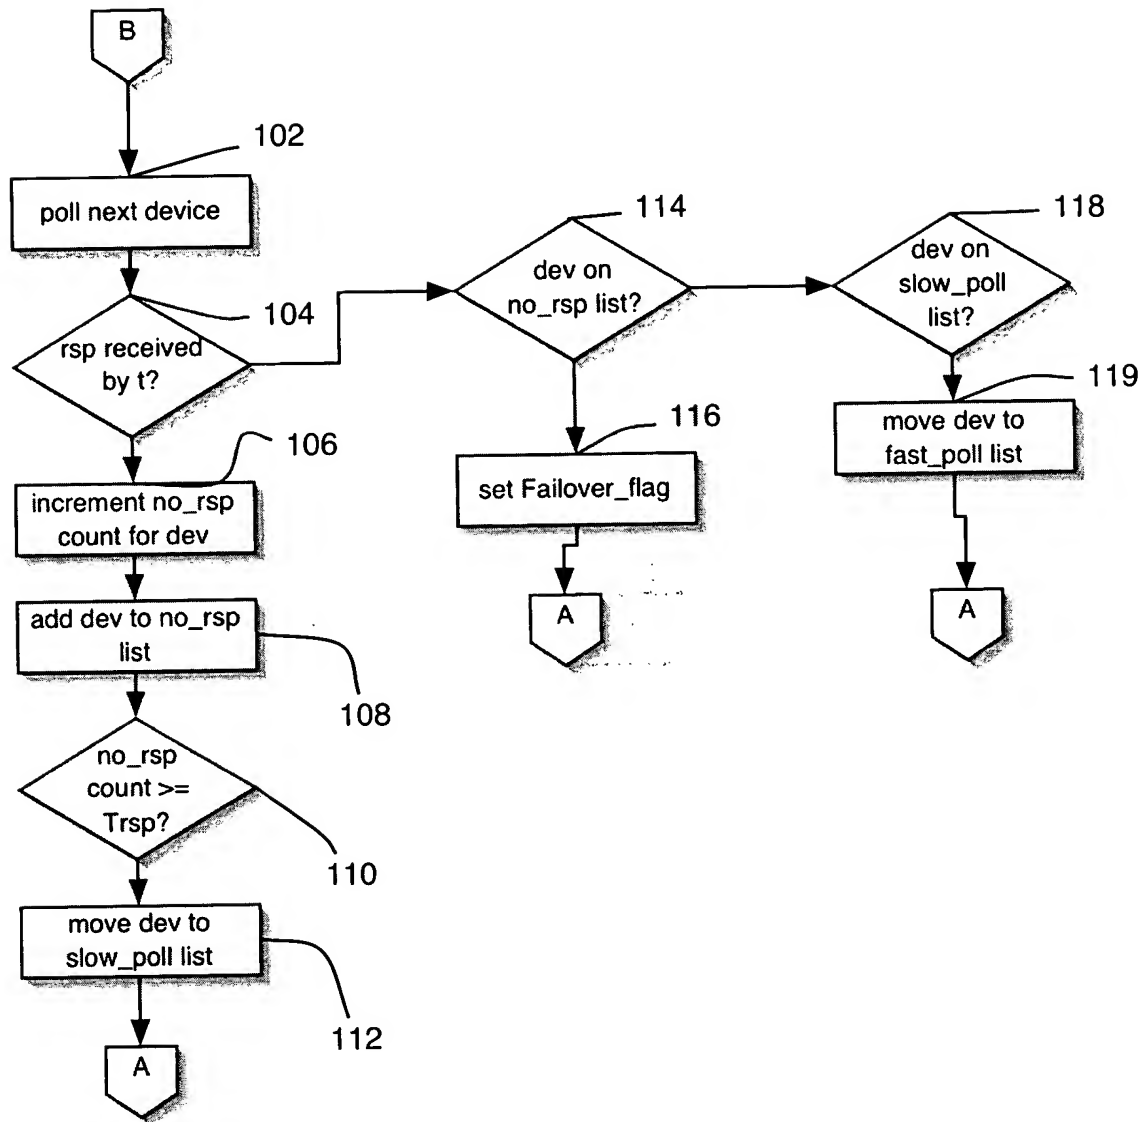 B
102
poll next device
104
rsp received
by t?
106
increment no_rsp
count for dev
add dev to no_rsp
list
108
no_rsp
count >=
Trsp?
110
move dev to
slow_poll list
112
A
114
dev on
no_rsp list?
116
set Failover_flag
A
118
dev on
slow_poll
list?
119
move dev to
fast_poll list
A